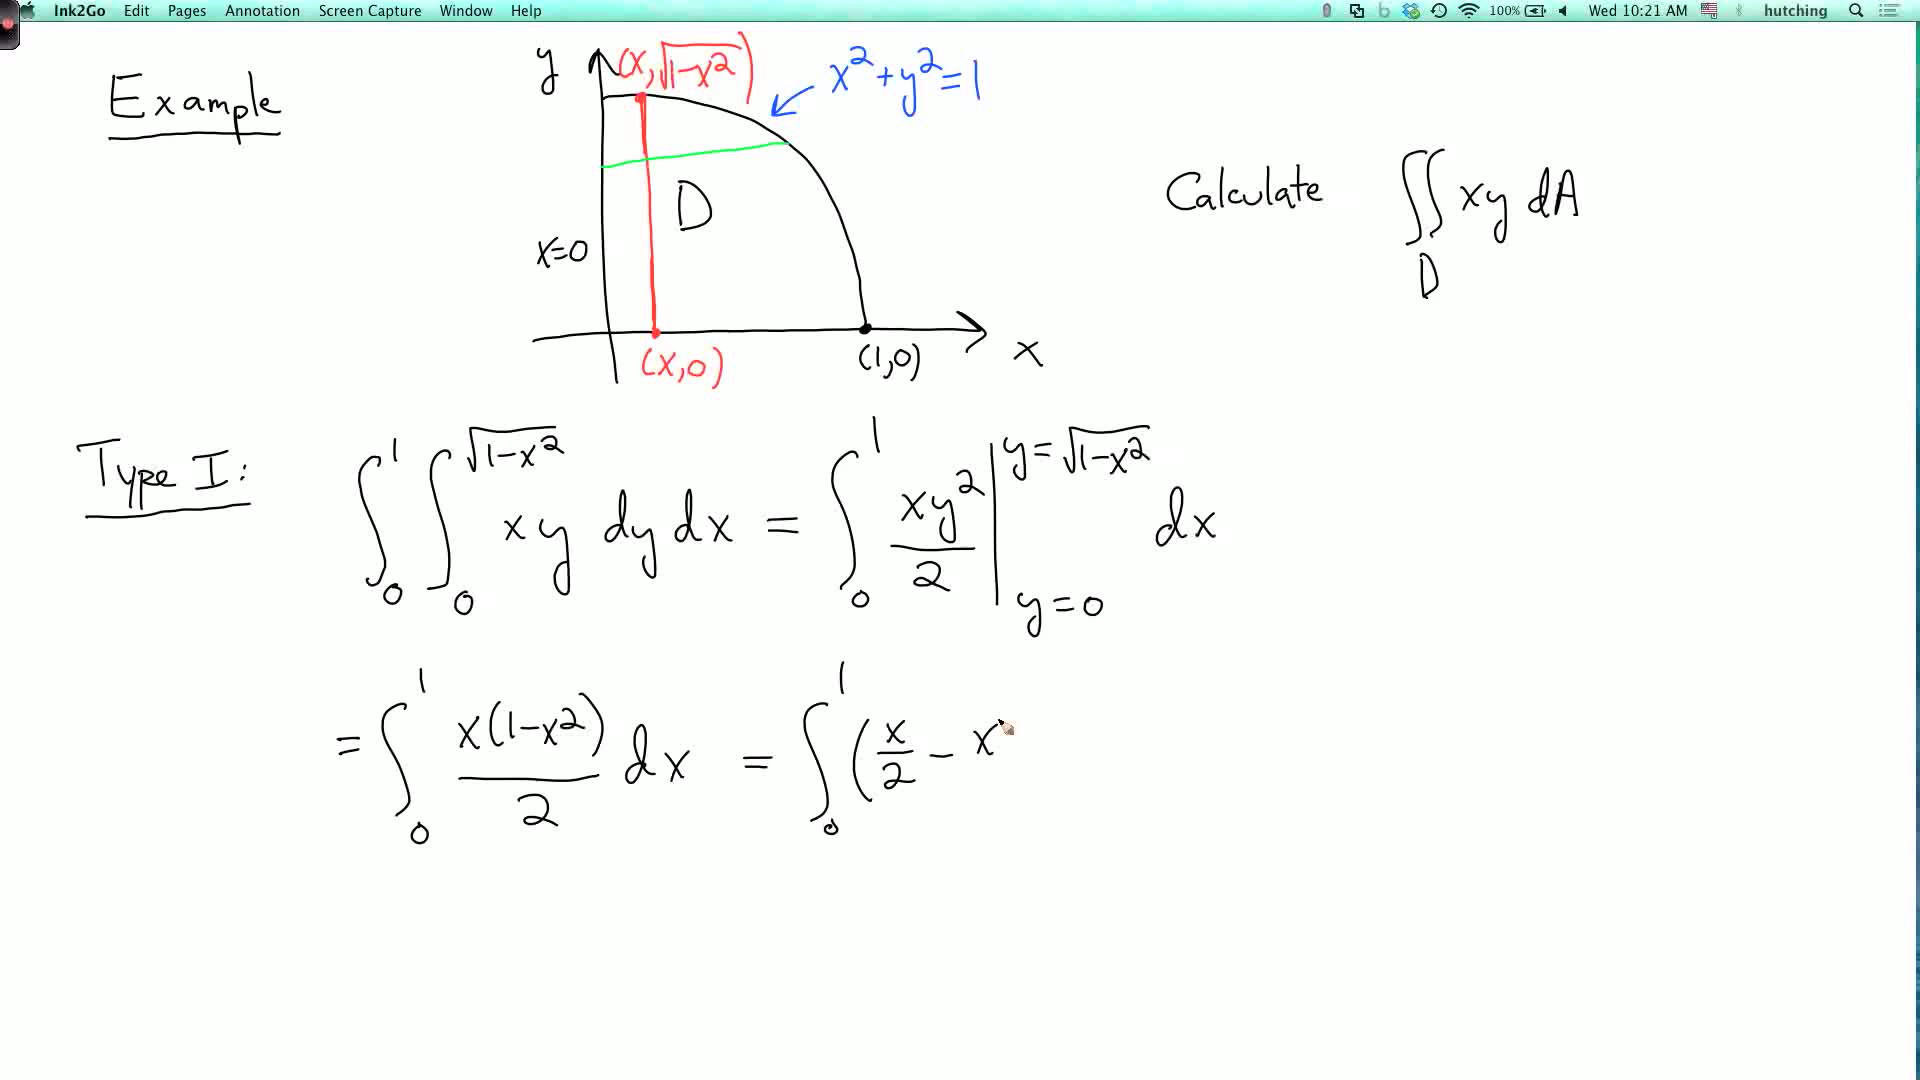 Ink2Go Edit Pages Annotation Screen Capture Window Help 100% Wed 10:21 AM hutching
Example
y (x, √(1-x²)) x²+y²=1
Calculate ∬_D xy dA
D
x=0
(x,0) (1,0) x
Type I: ∫₀¹ ∫₀^√(1-x²) xy dy dx = ∫₀¹ xy²/2 |_{y=0}^{y=√(1-x²)} dx
= ∫₀¹ x(1-x²)/2 dx = ∫₀¹ (x/2 - x